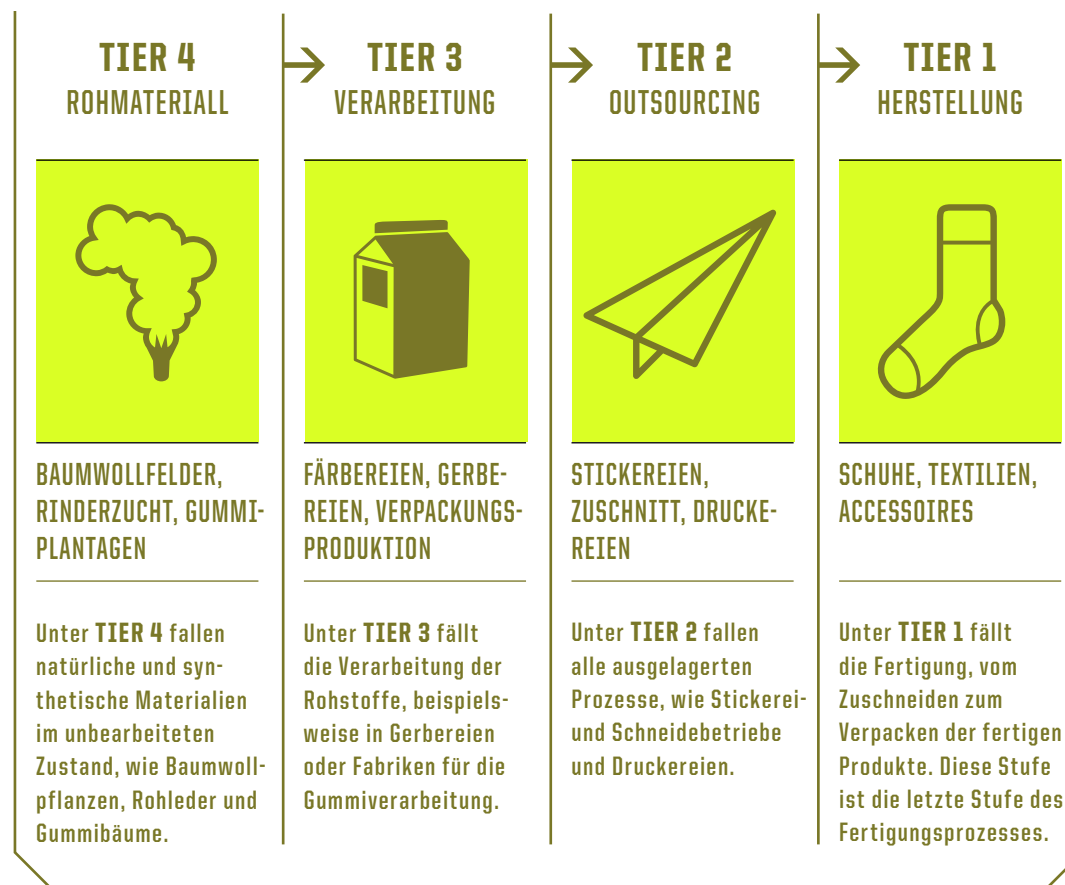 TIER 4
ROHMATERIALL
BAUMWOLLFELDER,
RINDERZUCHT, GUMMI-
PLANTAGEN
Unter TIER 4 fallen
natürliche und syn-
thetische Materialien
im unbearbeiteten
Zustand, wie Baumwoll-
pflanzen, Rohleder und
Gummibäume.
TIER 3
VERARBEITUNG
FÄRBEREIEN, GERBE-
REIEN, VERPACKUNGS-
PRODUKTION
Unter TIER 3 fällt
die Verarbeitung der
Rohstoffe, beispiels-
weise in Gerbereien
oder Fabriken für die
Gummiverarbeitung.
TIER 2
OUTSOURCING
STICKEREIEN,
ZUSCHNITT, DRUCKE-
REIEN
Unter TIER 2 fallen
alle ausgelagerten
Prozesse, wie Stickerei-
und Schneidebetriebe
und Druckereien.
TIER 1
HERSTELLUNG
SCHUHE, TEXTILIEN,
ACCESSOIRES
Unter TIER 1 fällt
die Fertigung, vom
Zuschneiden zum
Verpacken der fertigen
Produkte. Diese Stufe
ist die letzte Stufe des
Fertigungsprozesses.